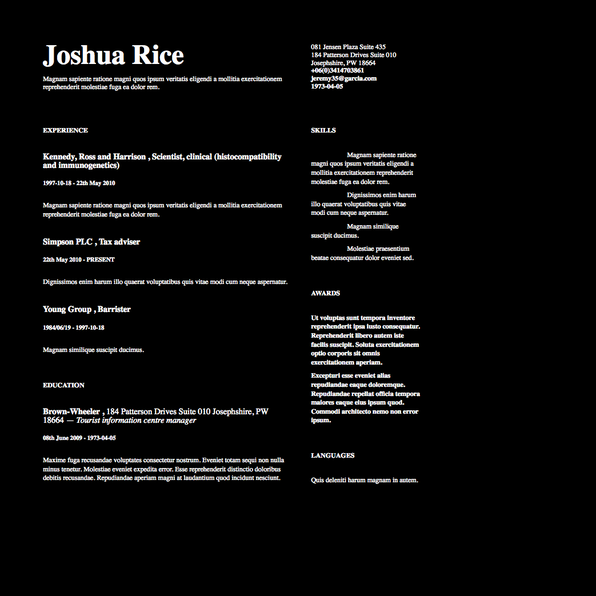 Joshua Rice
Magnam sapiente ratione magni quos ipsum veritatis eligendi a mollitia exercitationem
reprehenderit molestiae fuga ea dolor rem.
EXPERIENCE
Kennedy, Ross and Harrison , Scientist, clinical (histocompatibility
and immunogenetics)
1997-10-18 - 22th May 2010
Magnam sapiente ratione magni quos ipsum veritatis eligendi a mollitia exercitationem
reprehenderit molestiae fuga ea dolor rem.
Simpson PLC , Tax adviser
22th May 2010 - PRESENT
Dignissimos enim harum illo quaerat voluptatibus quis vitae modi cum neque aspernatur.
Young Group , Barrister
1984/06/19 - 1997-10-18
Magnam similique suscipit ducimus.
EDUCATION
Brown-Wheeler , 184 Patterson Drives Suite 010 Josephshire, PW
18664 — Tourist information centre manager
08th June 2009 - 1973-04-05
Maxime fuga recusandae voluptates consectetur nostrum. Eveniet totam sequi non nulla
minus tenetur. Molestiae eveniet expedita error. Esse reprehenderit distinctio doloribus
debitis recusandae. Repudiandae aperiam magni at laudantium quod incidunt nesciunt.
081 Jensen Plaza Suite 435
184 Patterson Drives Suite 010
Josephshire, PW 18664
+06(0)3414703861
jeremy35@garcia.com
1973-04-05
SKILLS
Magnam sapiente ratione
magni quos ipsum veritatis eligendi a
mollitia exercitationem reprehenderit
molestiae fuga ea dolor rem.
Dignissimos enim harum
illo quaerat voluptatibus quis vitae
modi cum neque aspernatur.
Magnam similique
suscipit ducimus.
Molestiae praesentium
beatae consequatur dolor eveniet sed.
AWARDS
Ut voluptas sunt tempora inventore
reprehenderit ipsa iusto consequatur.
Reprehenderit libero autem iste
facilis suscipit. Soluta exercitationem
optio corporis sit omnis
exercitationem aperiam.
Excepturi esse eveniet alias
repudiandae eaque doloremque.
Repudiandae repellat officia tempora
maiores eaque eius ipsum quod.
Commodi architecto nemo non error
ipsum.
LANGUAGES
Quis deleniti harum magnam in autem.